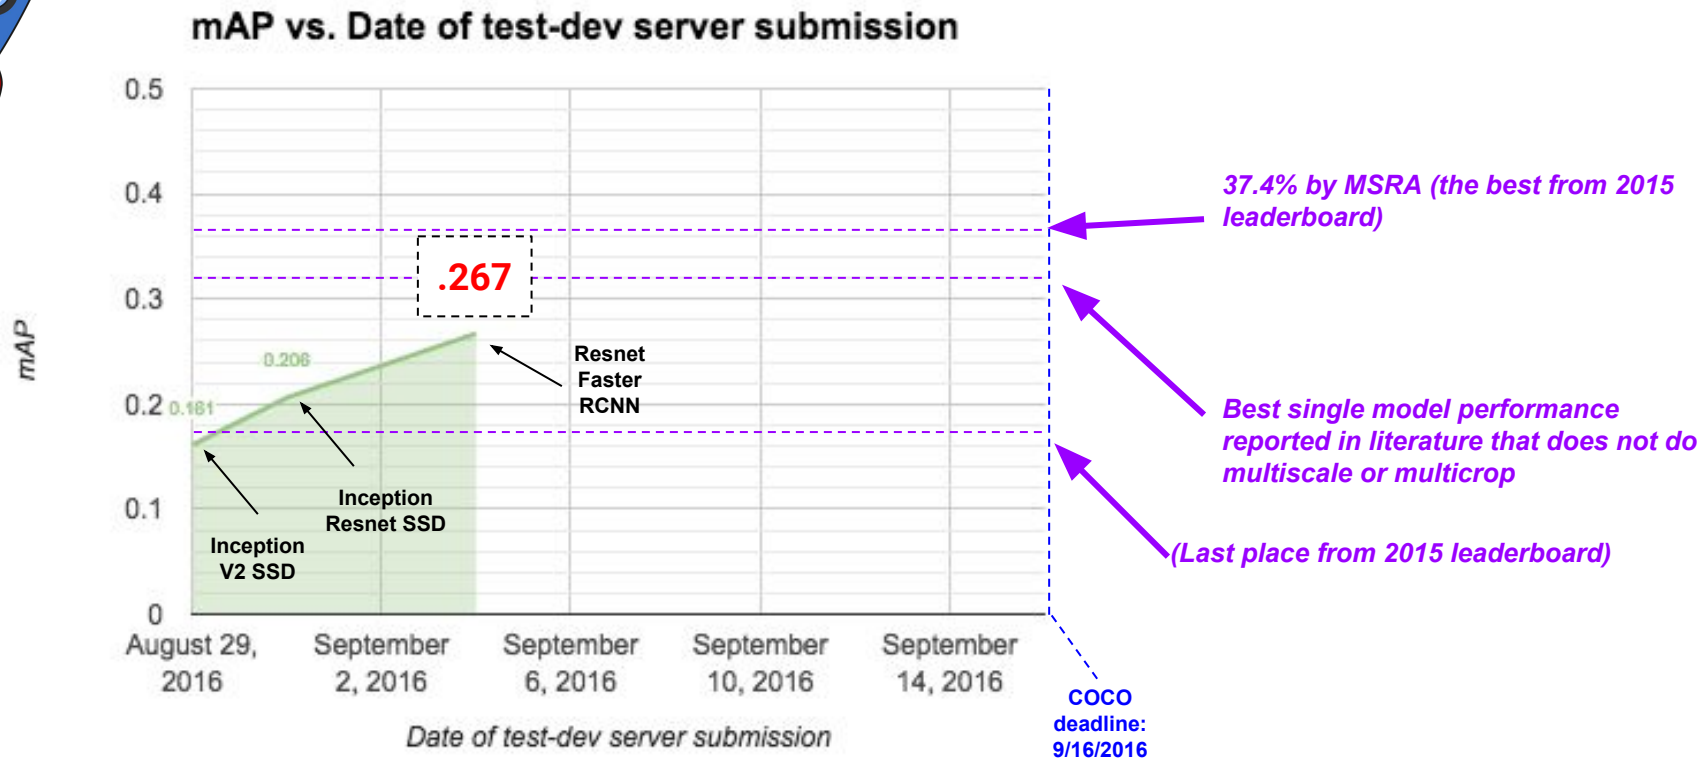 mAP vs. Date of test-dev server submission
0.5
0.4
0.3
0.2
0.1
0
mAP
0.161
0.206
.267
Resnet
Faster
RCNN
Inception
Resnet SSD
Inception
V2 SSD
37.4% by MSRA (the best from 2015
leaderboard)
Best single model performance
reported in literature that does not do
multiscale or multicrop
(Last place from 2015 leaderboard)
August 29,
2016
September
2, 2016
September
6, 2016
September
10, 2016
September
14, 2016
COCO
deadline:
9/16/2016
Date of test-dev server submission